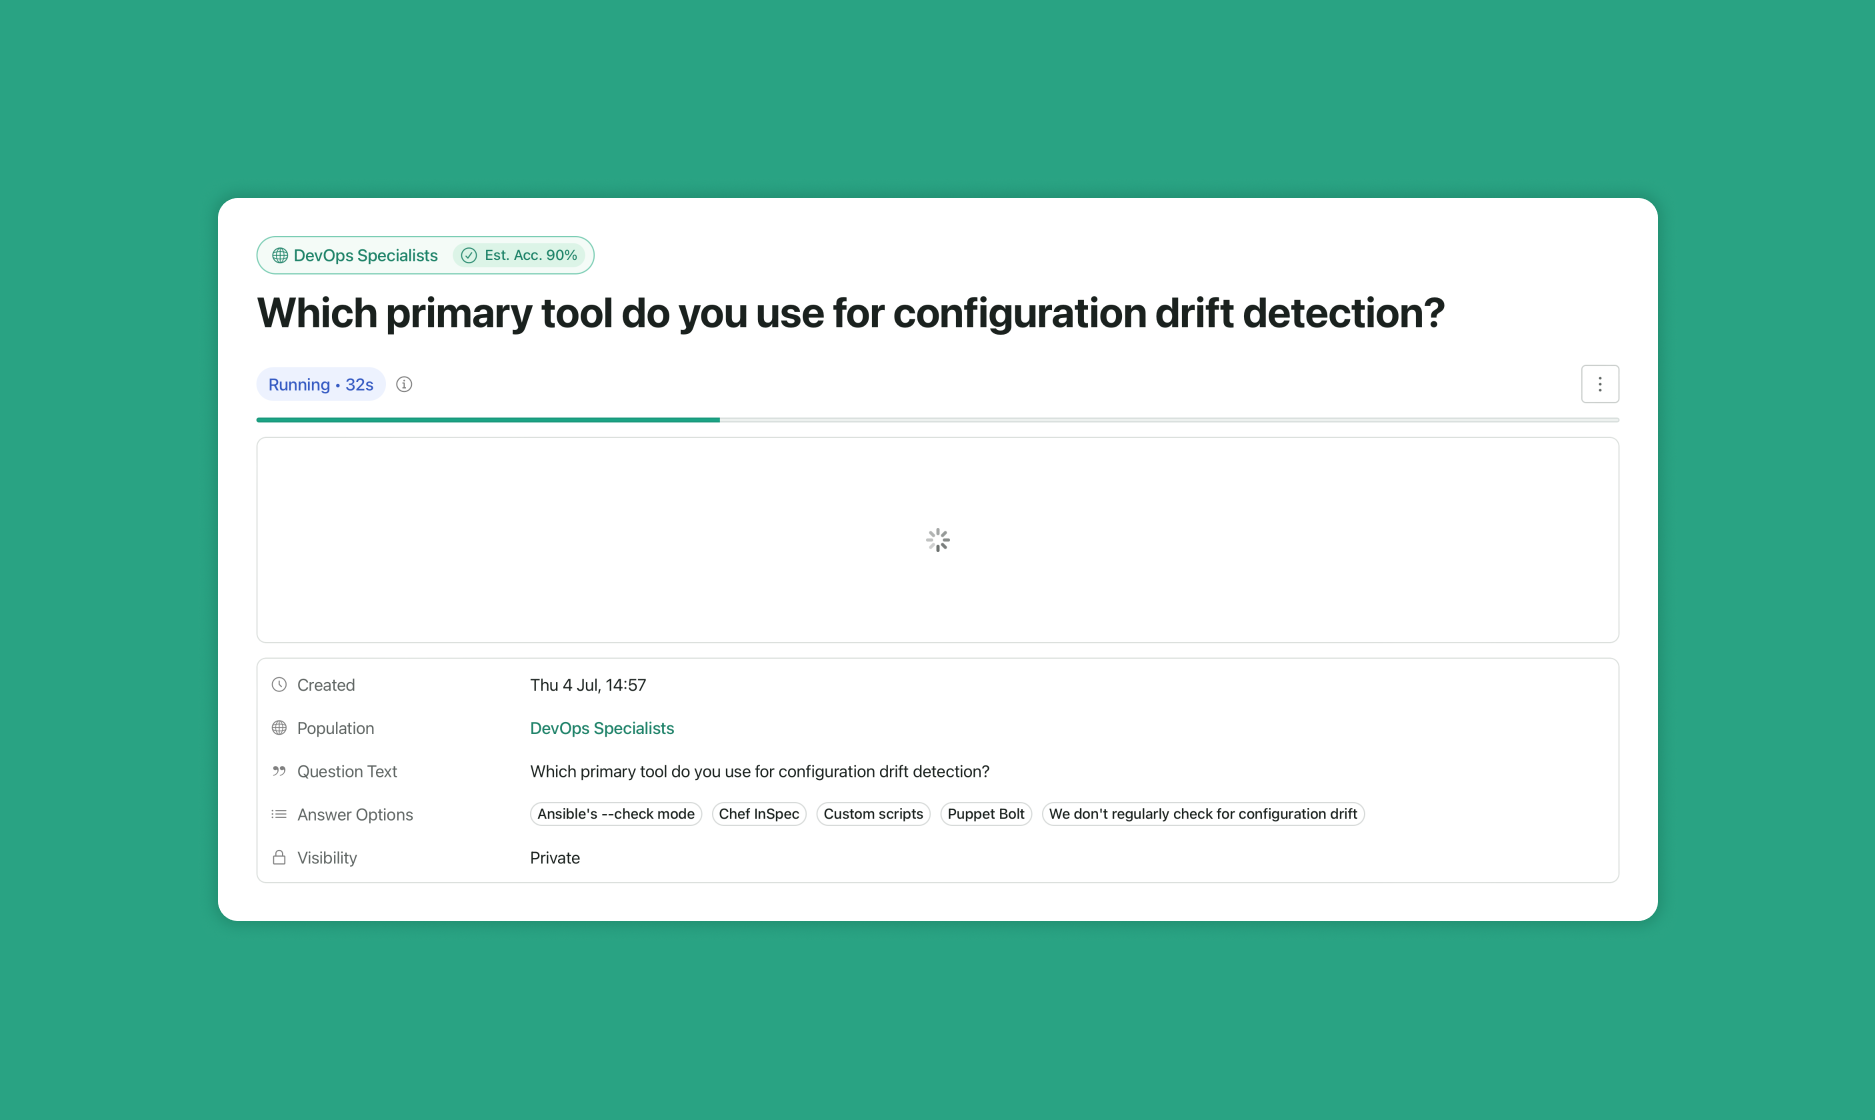 DevOps Specialists Est. Acc. 90%
Which primary tool do you use for configuration drift detection?
Running • 32s
Created Thu 4 Jul, 14:57
Population DevOps Specialists
Question Text Which primary tool do you use for configuration drift detection?
Answer Options Ansible's --check mode Chef InSpec Custom scripts Puppet Bolt We don't regularly check for configuration drift
Visibility Private